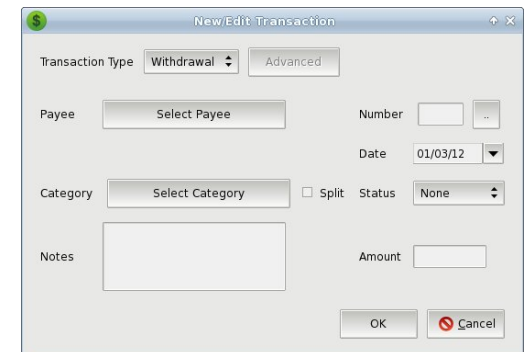 $ New/Edit Transaction
Transaction Type Withdrawal Advanced
Payee Select Payee Number ..
Date 01/03/12
Category Select Category Split Status None
Notes Amount
OK Cancel